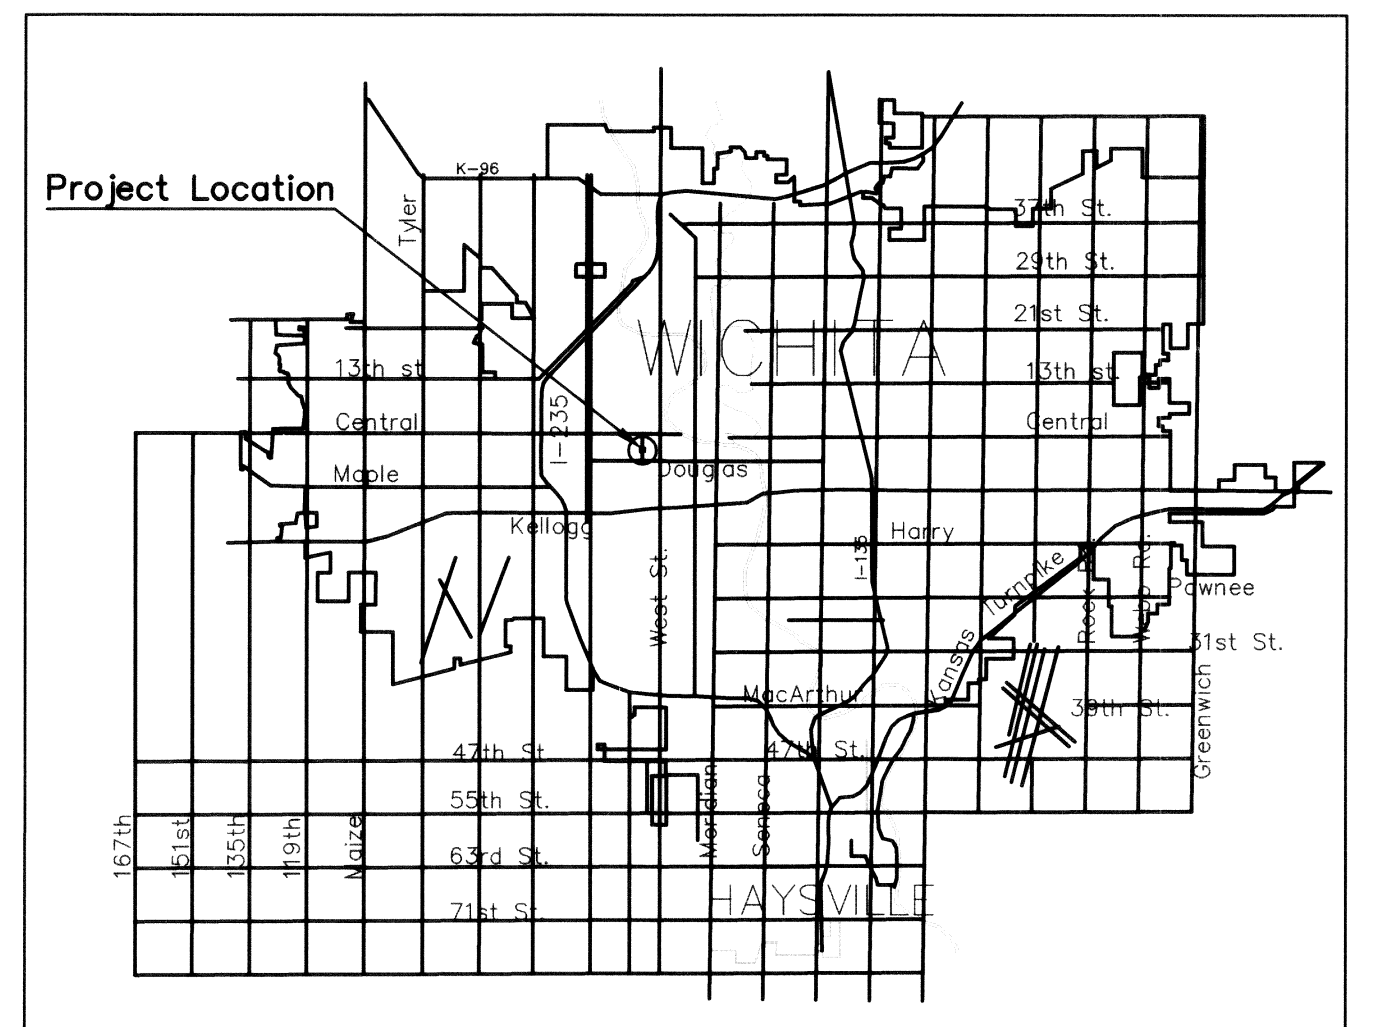 K-96
Project Location
Tyler
37th St.
29th St.
21st St.
WICHITA
13th st
13th st.
I-235
Central
Central
Maple
Douglas
Kellogg
Harry
I-135
West St.
Turnpike
Kansas
Rock Rd.
Webb Rd.
Pawnee
31st St.
MacArthur
39th St.
Greenwich
47th St.
47th St.
55th St.
Meridian
Seneca
167th
151st
135th
119th
Maize
63rd St.
HAYSVILLE
71st St.